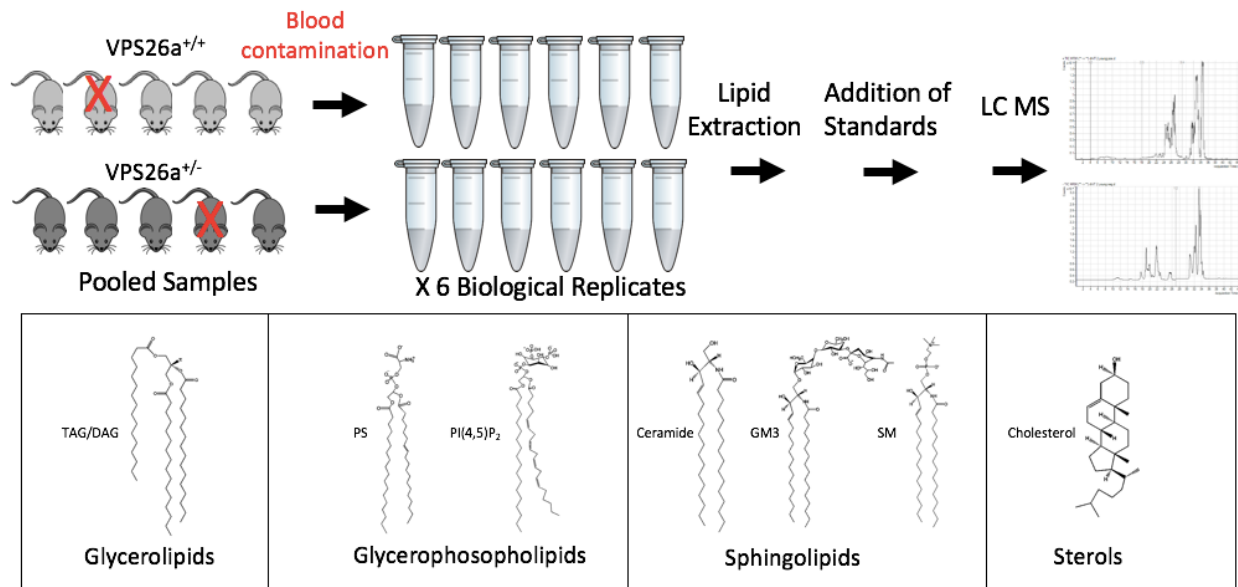 VPS26a+/+
Blood
contamination
X
VPS26a+/-
X
Pooled Samples
X 6 Biological Replicates
Lipid
Extraction
Addition of
Standards
LC MS
TAG/DAG
Glycerolipids
PS
PI(4,5)P₂
Glycerophosopholipids
Ceramide
GM3
SM
Sphingolipids
Cholesterol
Sterols